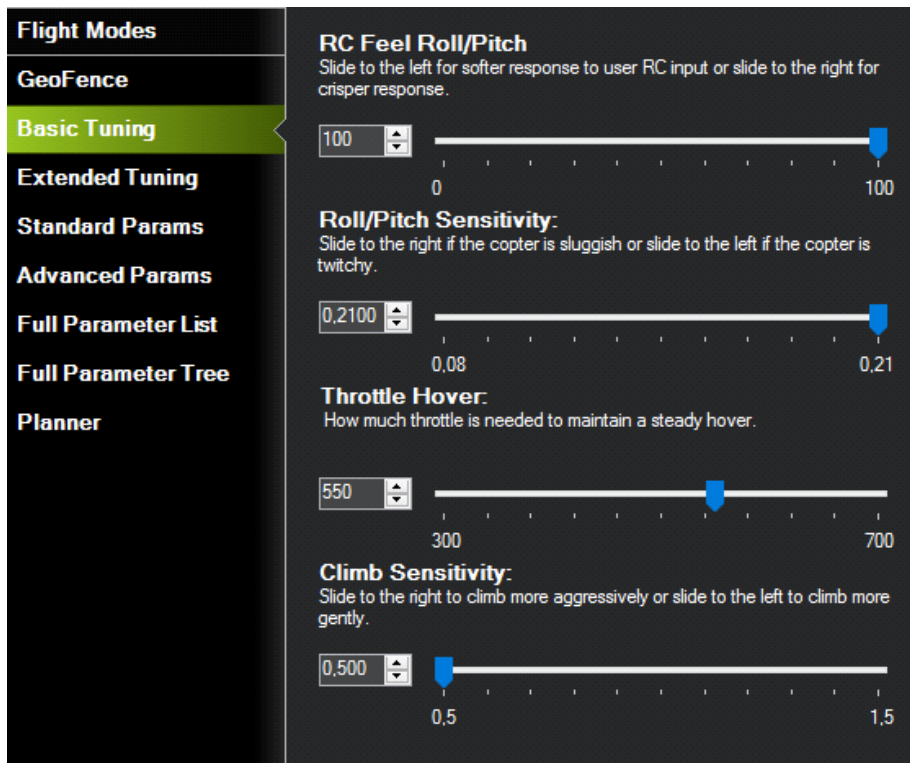 Flight Modes
GeoFence
Basic Tuning
Extended Tuning
Standard Params
Advanced Params
Full Parameter List
Full Parameter Tree
Planner
RC Feel Roll/Pitch
Slide to the left for softer response to user RC input or slide to the right for
crisper response.
100
0 100
Roll/Pitch Sensitivity:
Slide to the right if the copter is sluggish or slide to the left if the copter is
twitchy.
0,2100
0,08 0,21
Throttle Hover:
How much throttle is needed to maintain a steady hover.
550
300 700
Climb Sensitivity:
Slide to the right to climb more aggressively or slide to the left to climb more
gently.
0,500
0,5 1,5